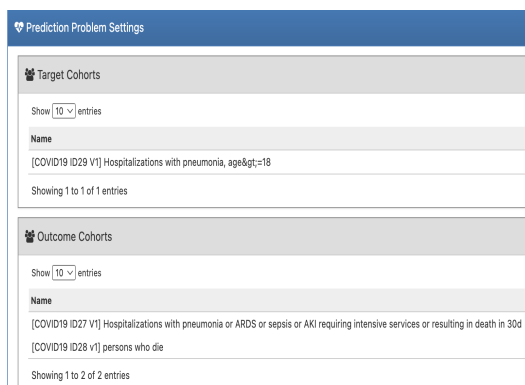 Prediction Problem Settings
Target Cohorts
Show 10 entries
Name
[COVID19 ID29 V1] Hospitalizations with pneumonia, age&gt;=18
Showing 1 to 1 of 1 entries
Outcome Cohorts
Show 10 entries
Name
[COVID19 ID27 V1] Hospitalizations with pneumonia or ARDS or sepsis or AKI requiring intensive services or resulting in death in 30d
[COVID19 ID28 v1] persons who die
Showing 1 to 2 of 2 entries